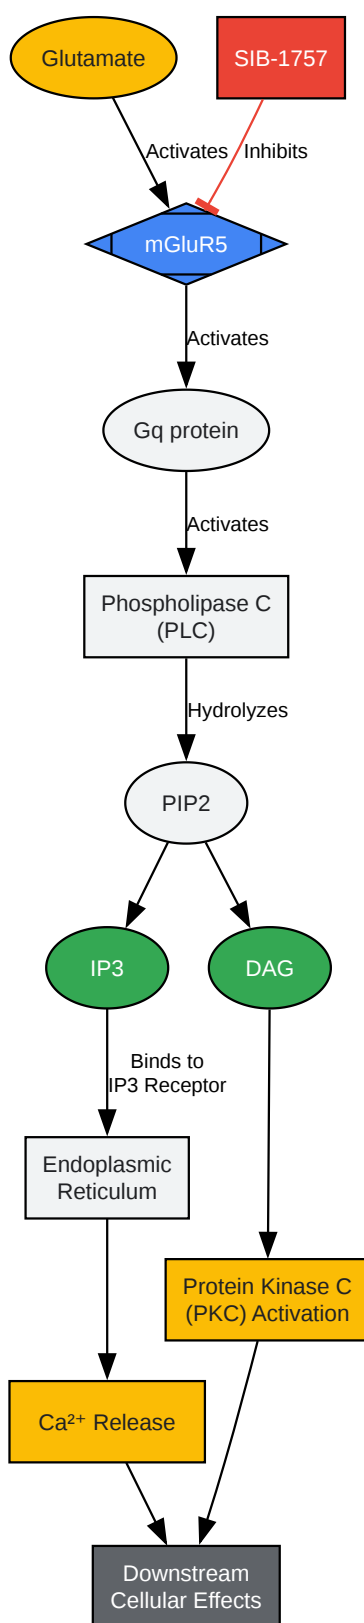 Glutamate
SIB-1757
Activates
Inhibits
mGluR5
Activates
Gq protein
Activates
Phospholipase C
(PLC)
Hydrolyzes
PIP2
IP3
DAG
Binds to
IP3 Receptor
Endoplasmic
Reticulum
Protein Kinase C
(PKC) Activation
Ca²⁺ Release
Downstream
Cellular Effects